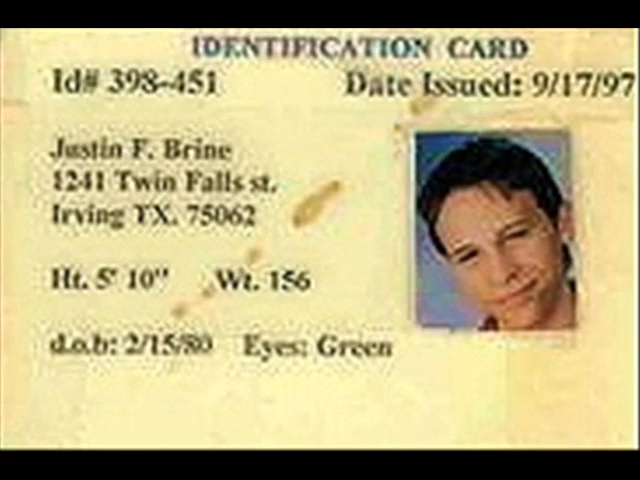 IDENTIFICATION CARD
Id# 398-451 Date Issued: 9/17/97
Justin F. Brine
1241 Twin Falls st.
Irving TX. 75062
Ht. 5' 10" Wt. 156
d.o.b: 2/15/80 Eyes: Green